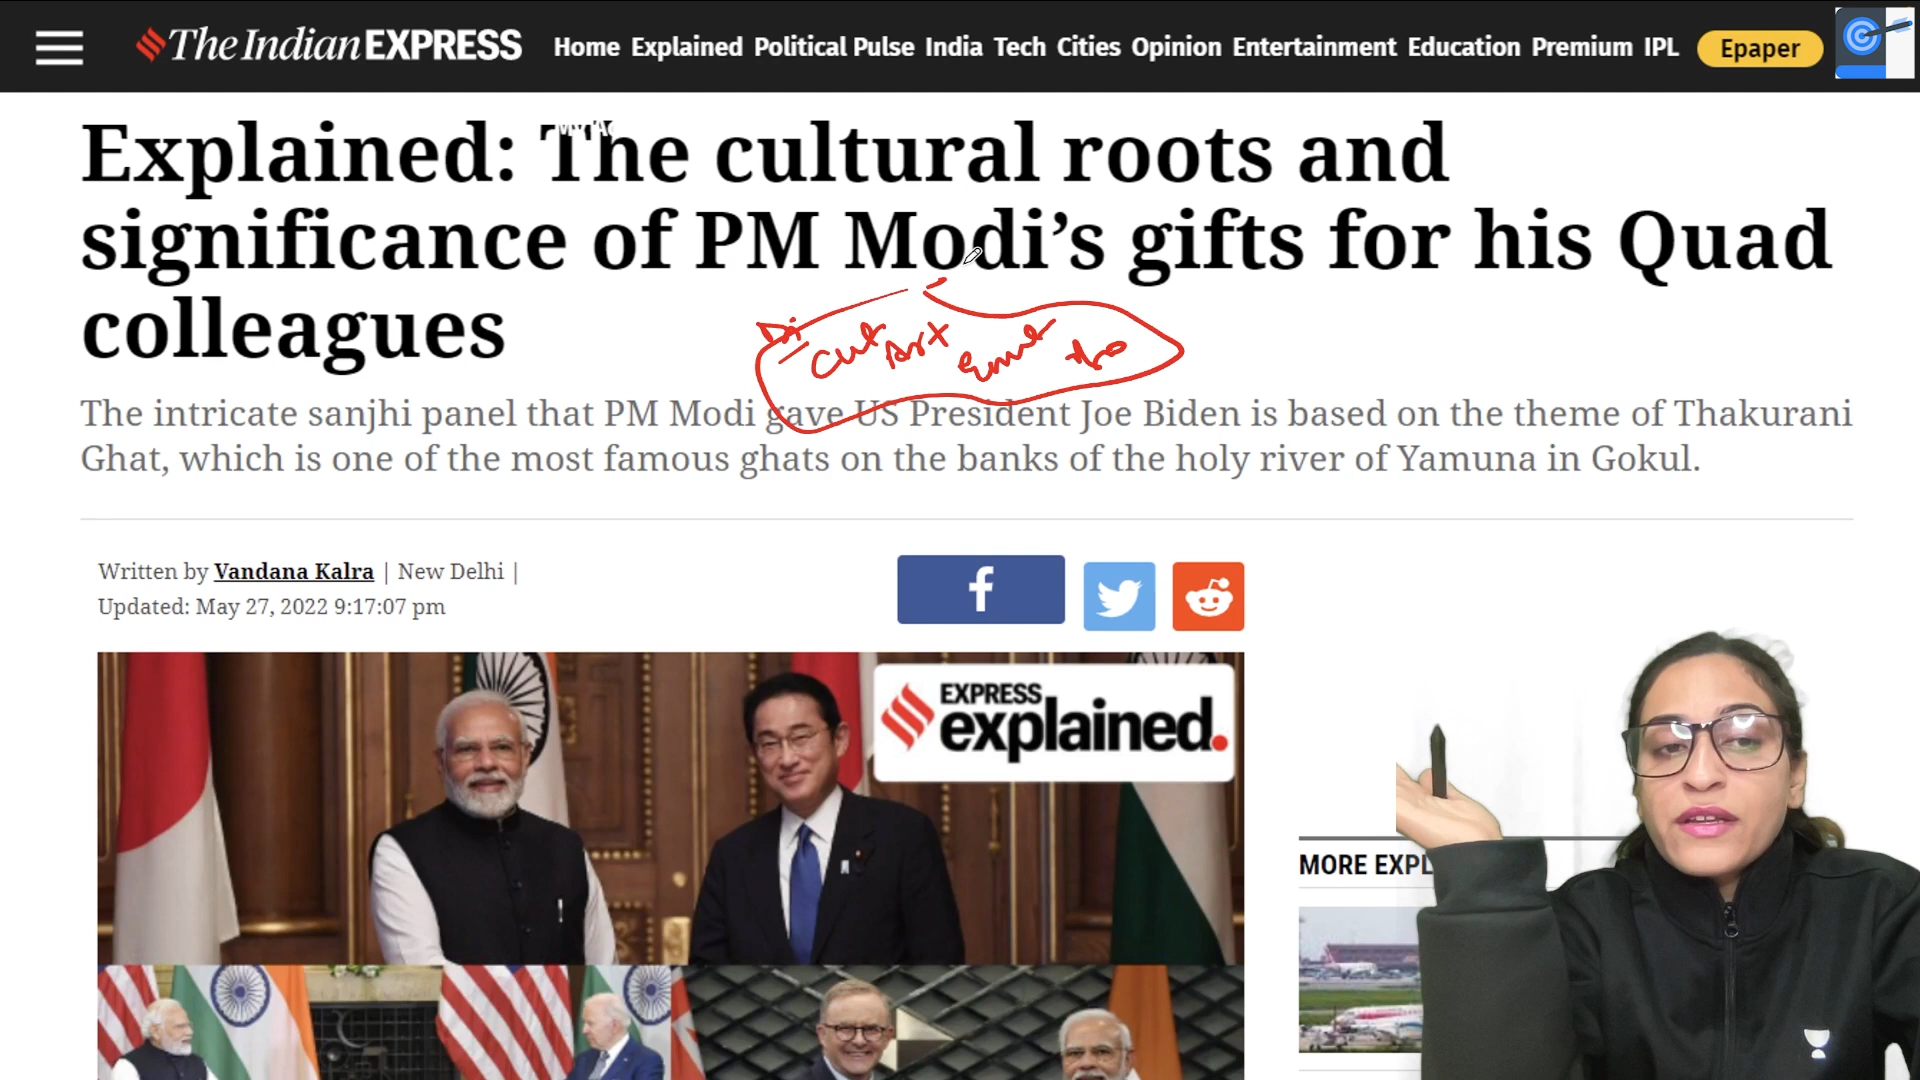 The Indian EXPRESS
Home Explained Political Pulse India Tech Cities Opinion Entertainment Education Premium IPL Epaper
Explained: The cultural roots and
significance of PM Modi’s gifts for his Quad
colleagues
Cul Art
The intricate sanjhi panel that PM Modi gave US President Joe Biden is based on the theme of Thakurani
Ghat, which is one of the most famous ghats on the banks of the holy river of Yamuna in Gokul.
Written by Vandana Kalra | New Delhi |
Updated: May 27, 2022 9:17:07 pm
f
EXPRESS
explained.
MORE EXPL